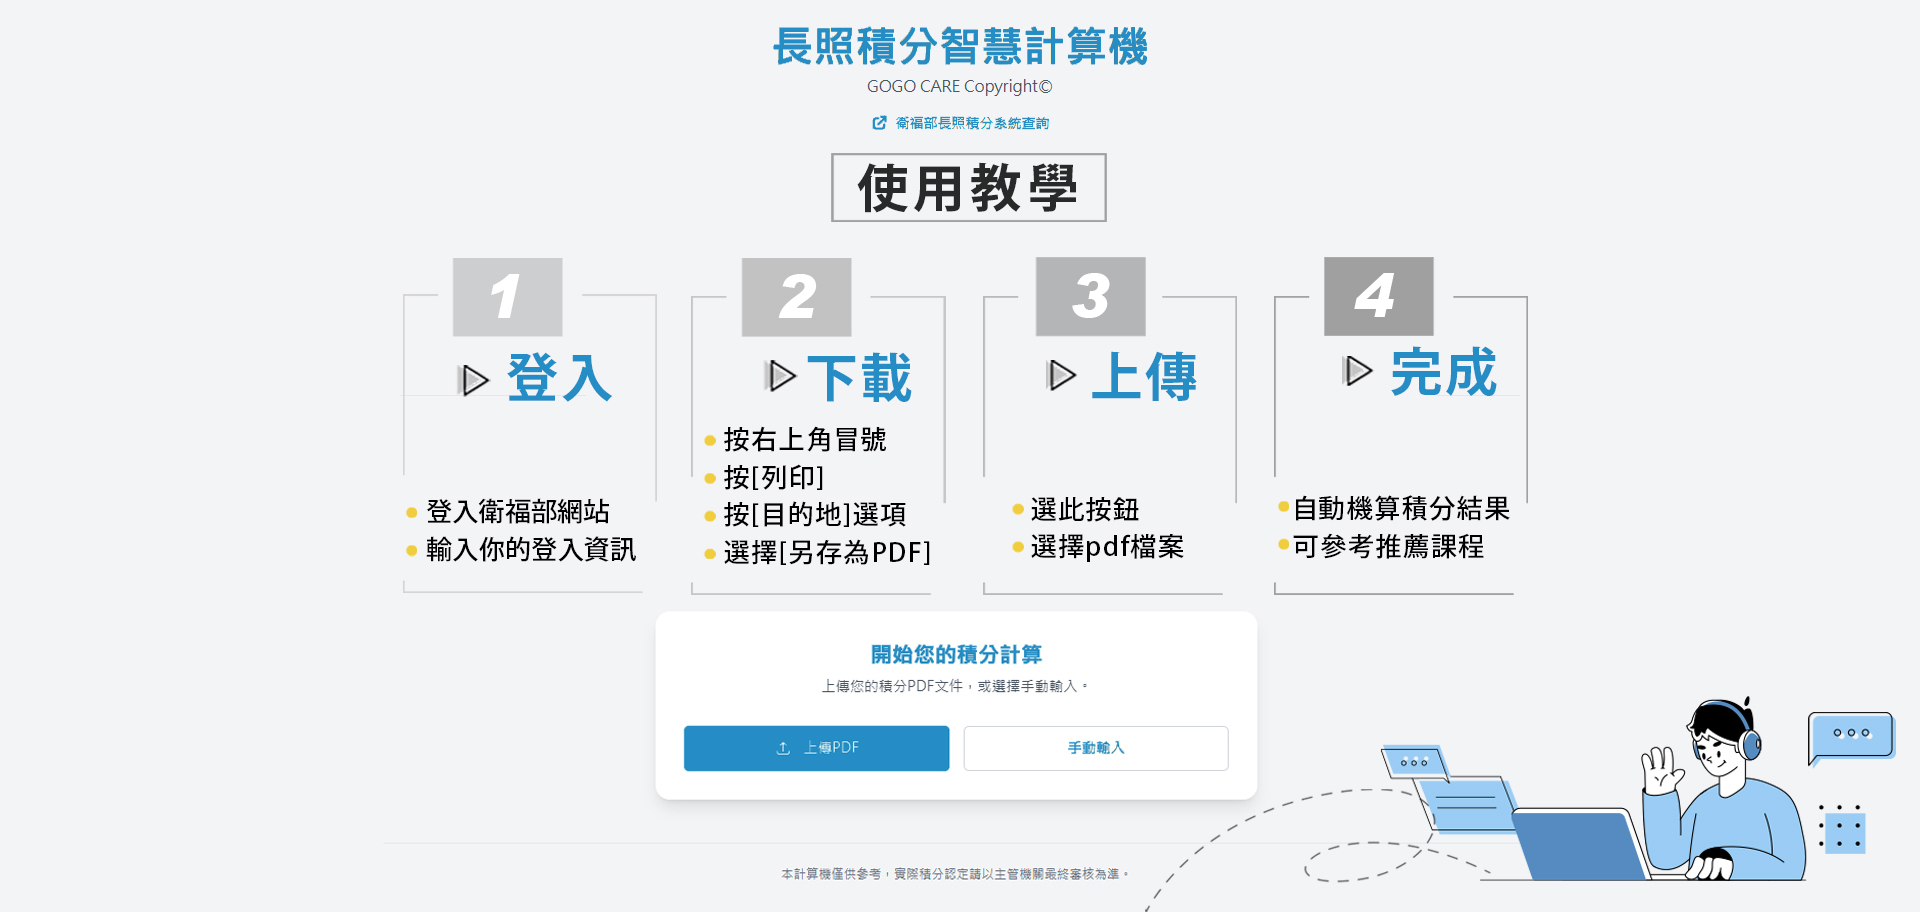 長照積分智慧計算機
GOGO CARE Copyright©
衛福部長照積分系統查詢
使用教學
1
登入
登入衛福部網站
輸入你的登入資訊
2
下載
按右上角冒號
按[列印]
按[目的地]選項
選擇[另存為PDF]
3
上傳
選此按鈕
選擇pdf檔案
4
完成
自動機算積分結果
可參考推薦課程
開始您的積分計算
上傳您的積分PDF文件，或選擇手動輸入。
上傳PDF
手動輸入
本計算機僅供參考，實際積分認定請以主管機關最終審核為準。